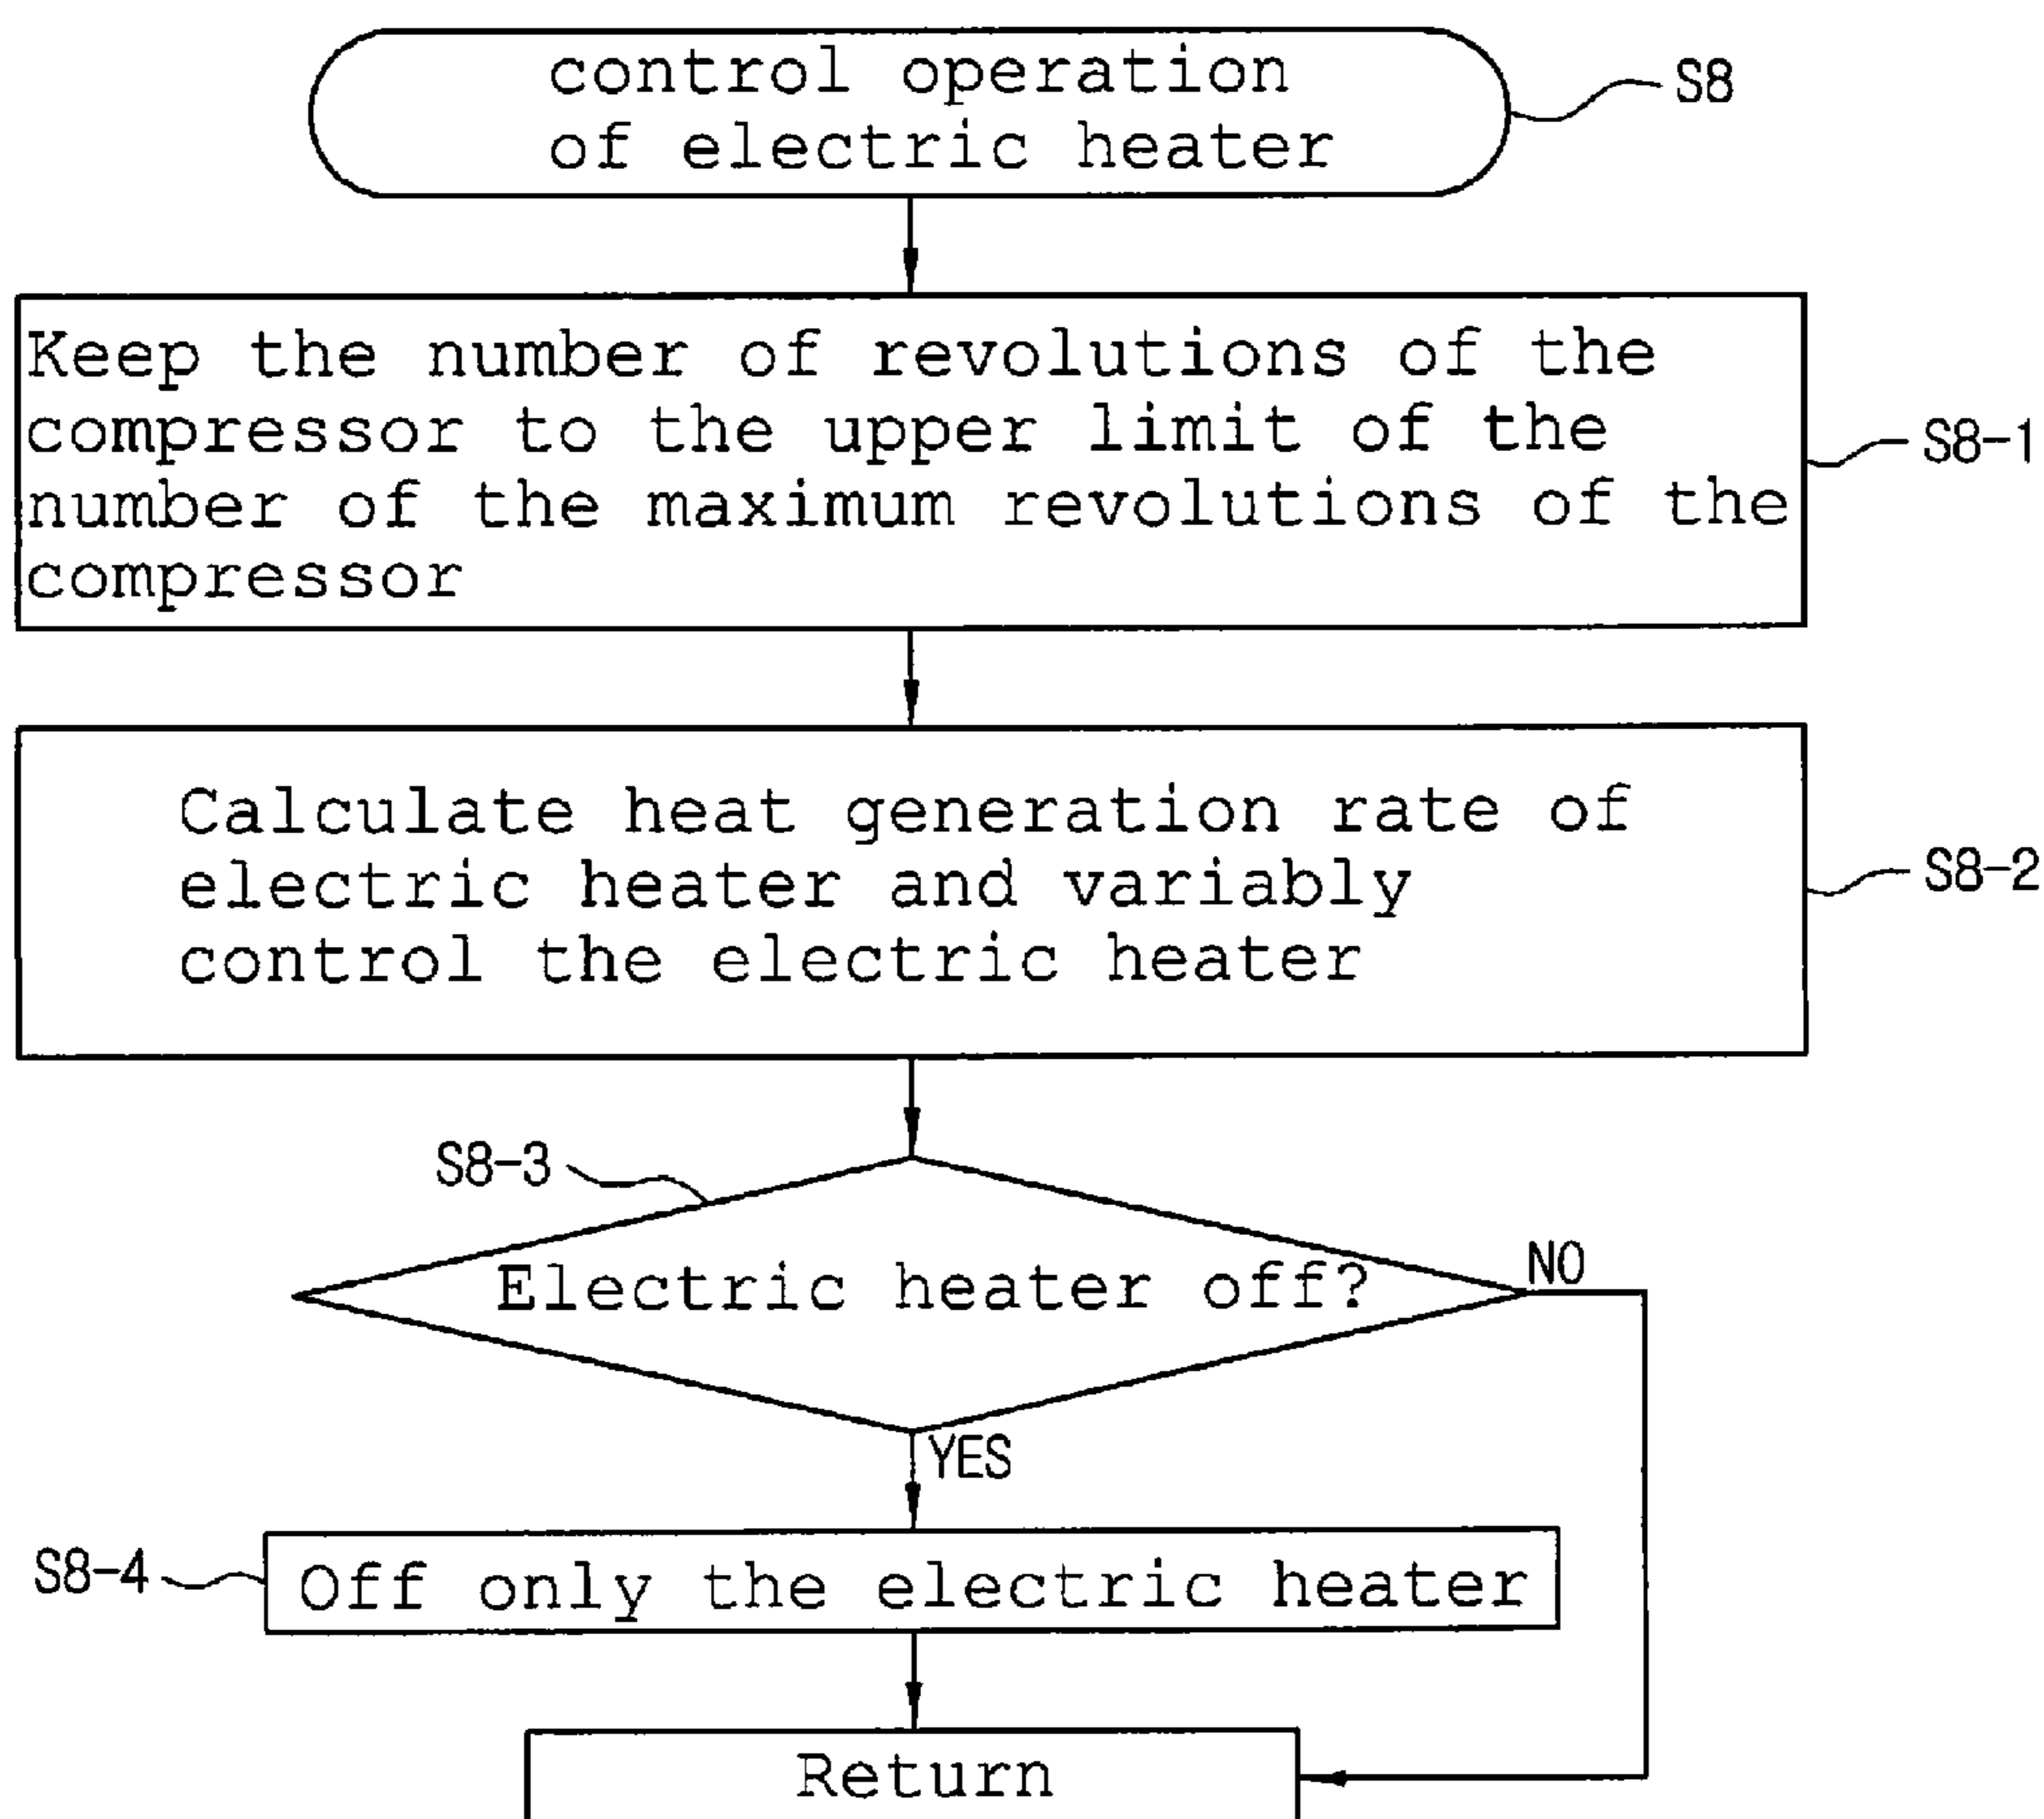 control operation
of electric heater
S8
Keep the number of revolutions of the
compressor to the upper limit of the
number of the maximum revolutions of the
compressor
S8-1
Calculate heat generation rate of
electric heater and variably
control the electric heater
S8-2
S8-3
Electric heater off?
NO
YES
S8-4
Off only the electric heater
Return